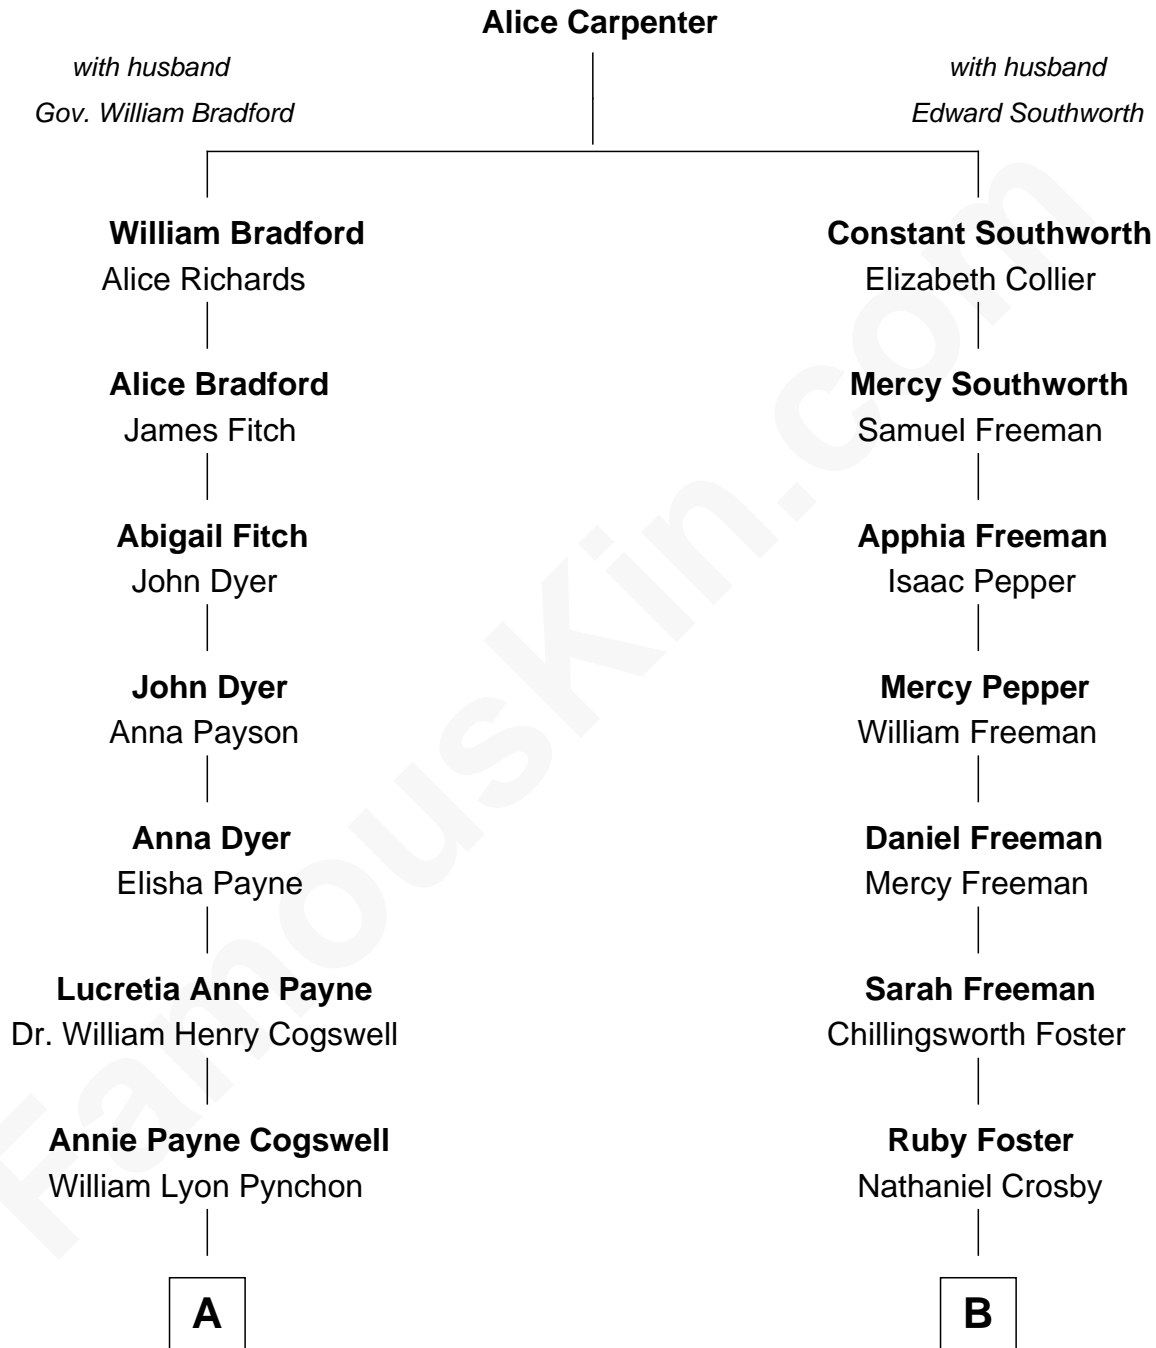 Alice Carpenter
with husband
Gov. William Bradford
with husband
Edward Southworth
William Bradford
Alice Richards
Constant Southworth
Elizabeth Collier
Alice Bradford
James Fitch
Mercy Southworth
Samuel Freeman
Abigail Fitch
John Dyer
Apphia Freeman
Isaac Pepper
John Dyer
Anna Payson
Mercy Pepper
William Freeman
Anna Dyer
Elisha Payne
Daniel Freeman
Mercy Freeman
Lucretia Anne Payne
Dr. William Henry Cogswell
Sarah Freeman
Chillingsworth Foster
Annie Payne Cogswell
William Lyon Pynchon
Ruby Foster
Nathaniel Crosby
A
B
FamousKin.com